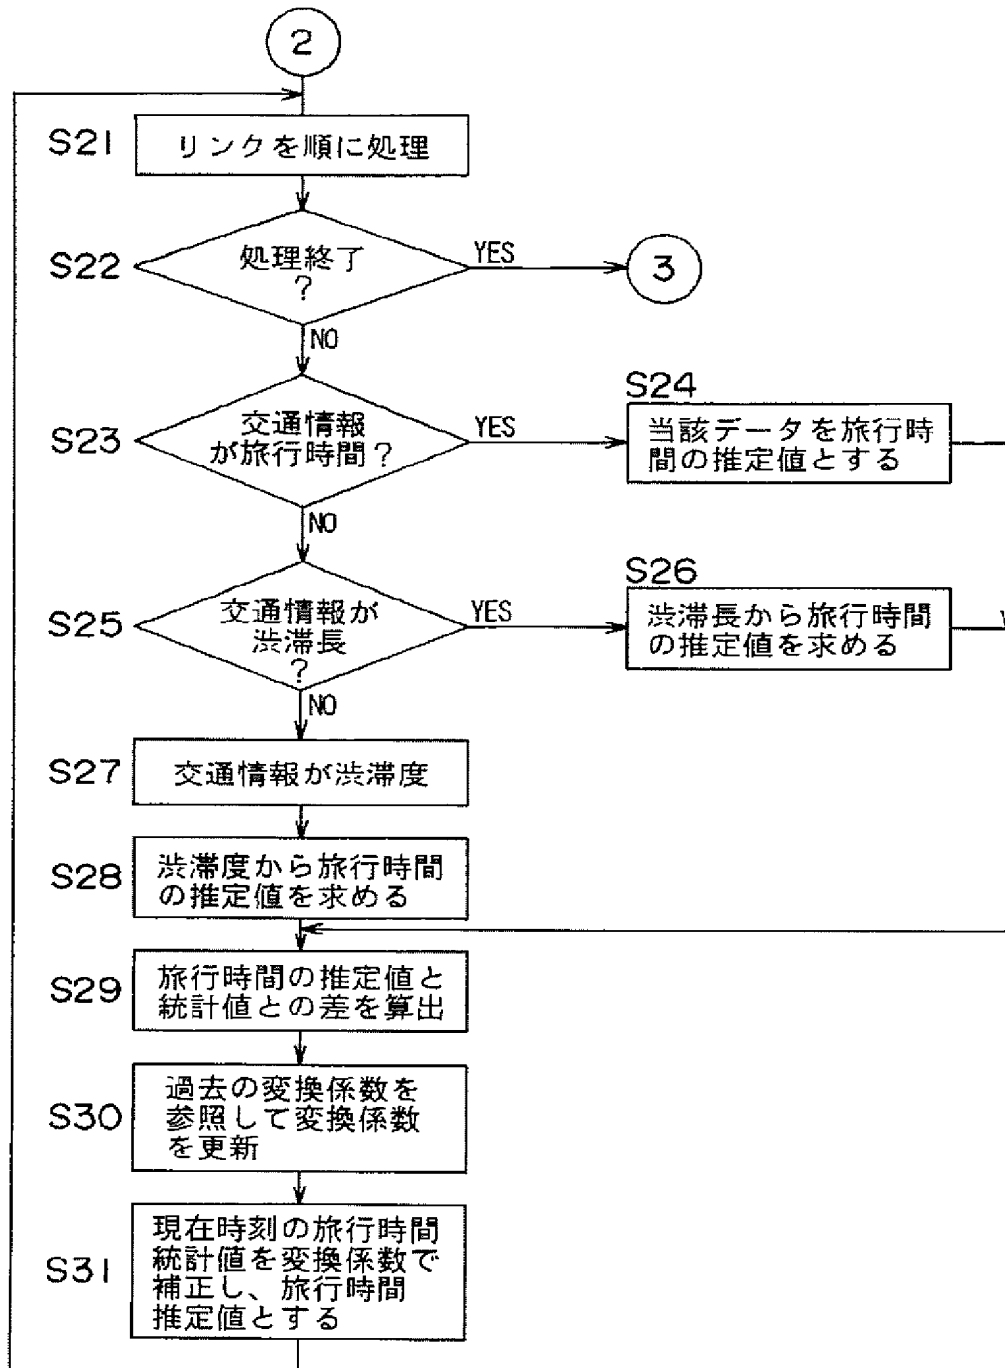 2
S21
リンクを順に処理
S22
処理終了
?
YES
3
NO
S23
交通情報
が旅行時間?
YES
S24
当該データを旅行時
間の推定値とする
NO
S25
交通情報が
渋滞長
?
YES
S26
渋滞長から旅行時間
の推定値を求める
NO
S27
交通情報が渋滞度
S28
渋滞度から旅行時間
の推定値を求める
S29
旅行時間の推定値と
統計値との差を算出
S30
過去の変換係数を
参照して変換係数
を更新
S31
現在時刻の旅行時間
統計値を変換係数で
補正し、旅行時間
推定値とする